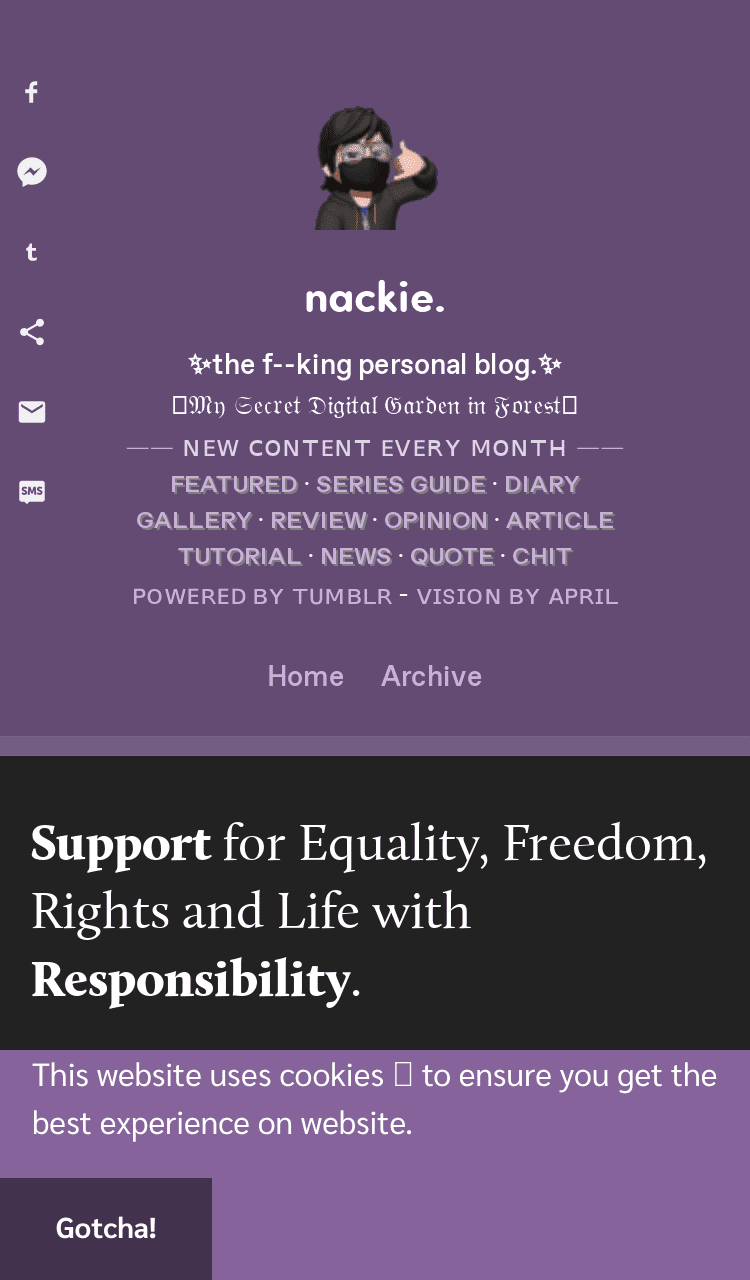 nackie.
✨the f--king personal blog.✨
My Secret Digital Garden in Forest
—— NEW CONTENT EVERY MONTH ——
FEATURED · SERIES GUIDE · DIARY
GALLERY · REVIEW · OPINION · ARTICLE
TUTORIAL · NEWS · QUOTE · CHIT
POWERED BY TUMBLR - VISION BY APRIL
Home Archive
SMS
Support for Equality, Freedom,
Rights and Life with
Responsibility.
This website uses cookies to ensure you get the
best experience on website.
Gotcha!